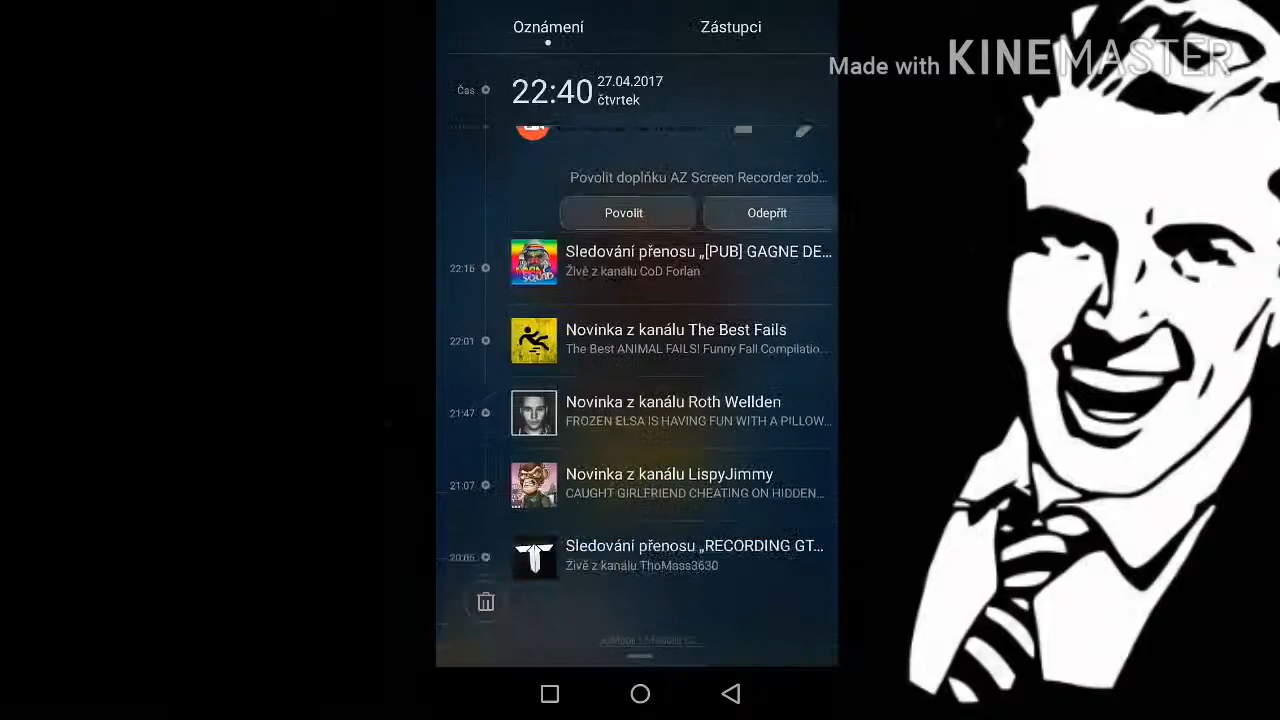 Oznámení
Zástupci
Made with KINEMASTER
Čas
22:40
27.04.2017
čtvrtek
Povolit doplňku AZ Screen Recorder zob...
Povolit
Odepřít
22:16
Sledování přenosu „[PUB] GAGNE DE...
Živě z kanálu CoD Forlan
22:01
Novinka z kanálu The Best Fails
The Best ANIMAL FAILS! Funny Fall Compilatio...
21:47
Novinka z kanálu Roth Wellden
FROZEN ELSA IS HAVING FUN WITH A PILLOW...
21:07
Novinka z kanálu LispyJimmy
CAUGHT GIRLFRIEND CHEATING ON HIDDEN...
Sledování přenosu „RECORDING GT...
Živě z kanálu ThoMass3630